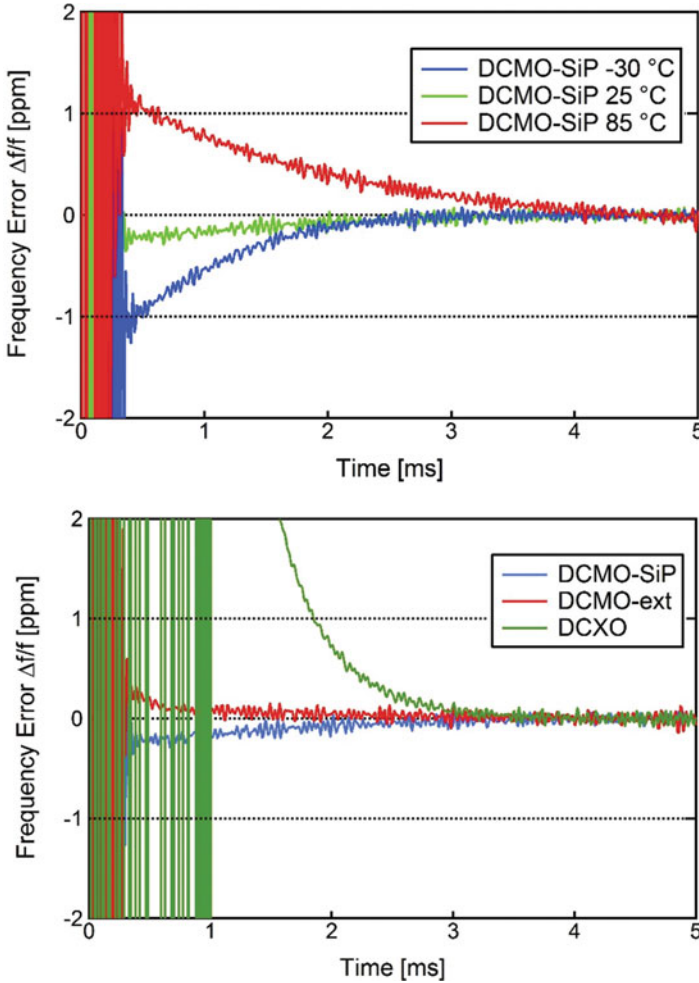 2
1
0
-1
-2
Frequency Error Δf/f [ppm]
DCMO-SiP -30 °C
DCMO-SiP 25 °C
DCMO-SiP 85 °C
0 1 2 3 4 5
Time [ms]
2
1
0
-1
-2
Frequency Error Δf/f [ppm]
DCMO-SiP
DCMO-ext
DCXO
0 1 2 3 4 5
Time [ms]